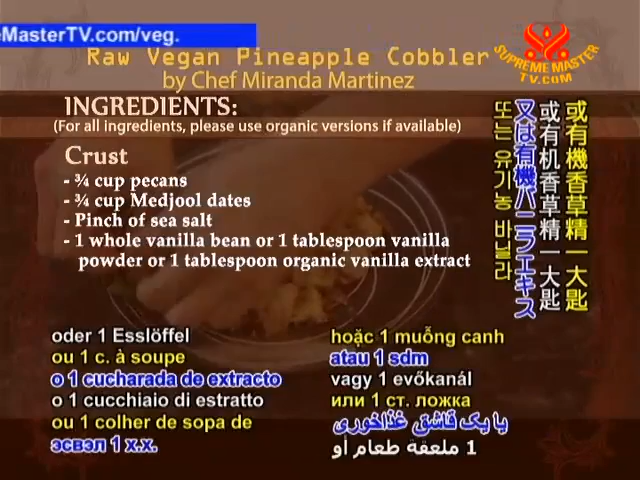 eMasterTV.com/veg.
Raw Vegan Pineapple Cobbler
by Chef Miranda Martinez
SUPREME MASTER
TV.COM
INGREDIENTS:
(For all ingredients, please use organic versions if available)
Crust
- ¾ cup pecans
- ¾ cup Medjool dates
- Pinch of sea salt
- 1 whole vanilla bean or 1 tablespoon vanilla
powder or 1 tablespoon organic vanilla extract
或有機香草精一大匙
或有机香草精一大匙
又は有機バニラエキス
또는 유기농 바닐라
oder 1 Esslöffel
ou 1 c. à soupe
o 1 cucharada de extracto
o 1 cucchiaio di estratto
ou 1 colher de sopa de
эсвэл 1 х.х.
hoặc 1 muỗng canh
atau 1 sdm
vagy 1 evőkanál
или 1 ст. ложка
یا یک قاشق غذاخوری
1 ملعقة طعام أو